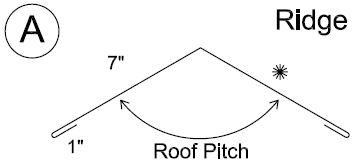 A
Ridge
7"
1"
Roof Pitch